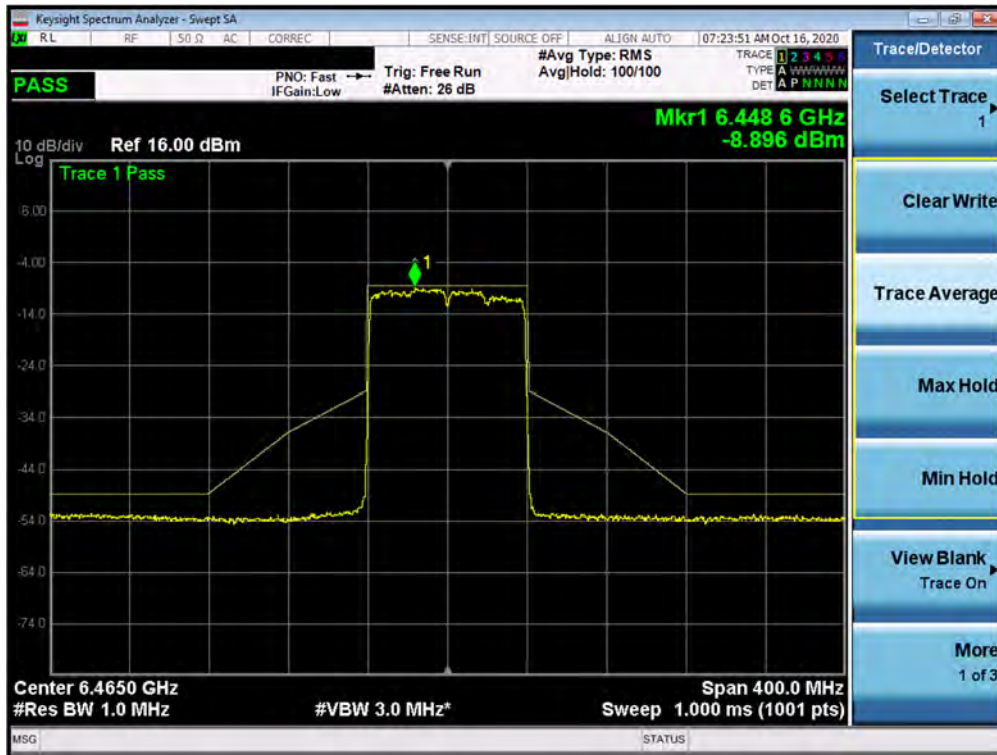 Keysight Spectrum Analyzer - Swept SA
RL RF 50 Ω AC CORREC SENSE:INT SOURCE OFF ALIGN AUTO 07:23:51 AM Oct 16, 2020
PASS
PNO: Fast
IFGain:Low
Trig: Free Run
#Atten: 26 dB
#Avg Type: RMS
Avg|Hold: 100/100
TRACE 1 2 3 4 5 6
TYPE A WWWWW
DET A P N N N N
Mkr1 6.448 6 GHz
-8.896 dBm
10 dB/div Ref 16.00 dBm
Log
Trace 1 Pass
6.00
-4.00
1
-14.0
-24.0
-34.0
-44.0
-54.0
-64.0
-74.0
Center 6.4650 GHz Span 400.0 MHz
#Res BW 1.0 MHz #VBW 3.0 MHz* Sweep 1.000 ms (1001 pts)
MSG STATUS
Trace/Detector
Select Trace
1
Clear Write
Trace Average
Max Hold
Min Hold
View Blank
Trace On
More
1 of 3